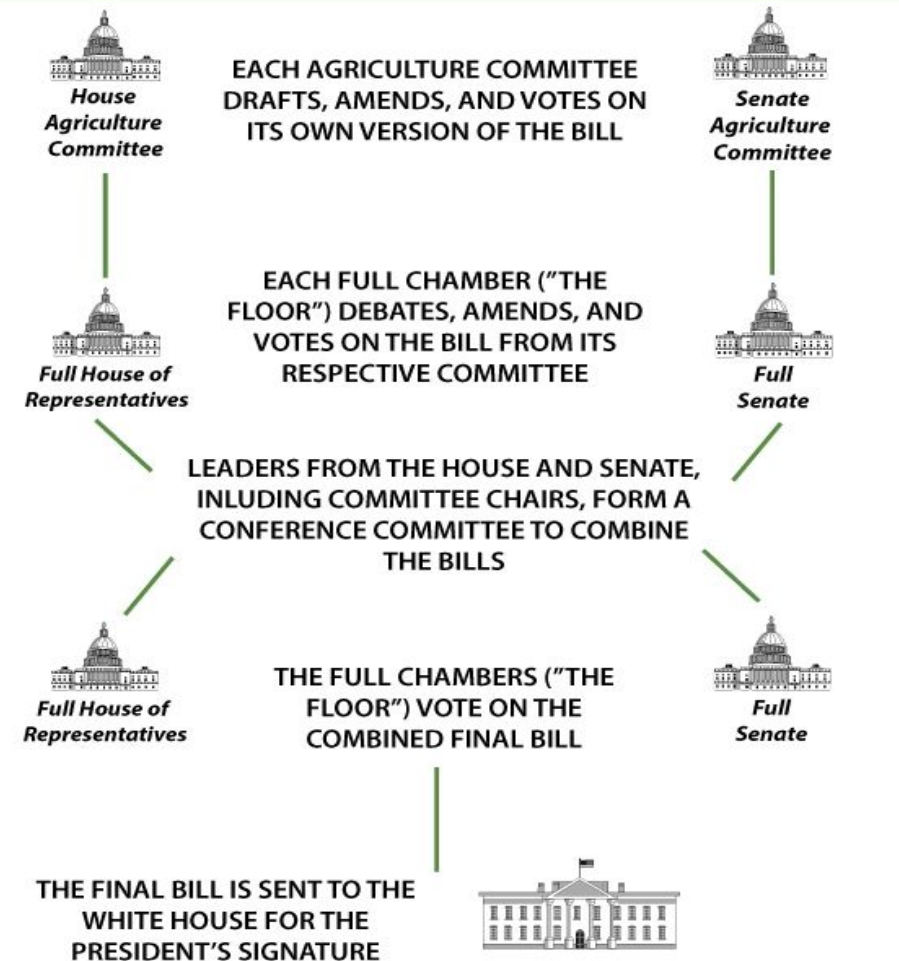 House
Agriculture
Committee
EACH AGRICULTURE COMMITTEE
DRAFTS, AMENDS, AND VOTES ON
ITS OWN VERSION OF THE BILL
Senate
Agriculture
Committee
Full House of
Representatives
EACH FULL CHAMBER (”THE
FLOOR”) DEBATES, AMENDS, AND
VOTES ON THE BILL FROM ITS
RESPECTIVE COMMITTEE
Full
Senate
LEADERS FROM THE HOUSE AND SENATE,
INLUDING COMMITTEE CHAIRS, FORM A
CONFERENCE COMMITTEE TO COMBINE
THE BILLS
Full House of
Representatives
THE FULL CHAMBERS (”THE
FLOOR”) VOTE ON THE
COMBINED FINAL BILL
Full
Senate
THE FINAL BILL IS SENT TO THE
WHITE HOUSE FOR THE
PRESIDENT’S SIGNATURE